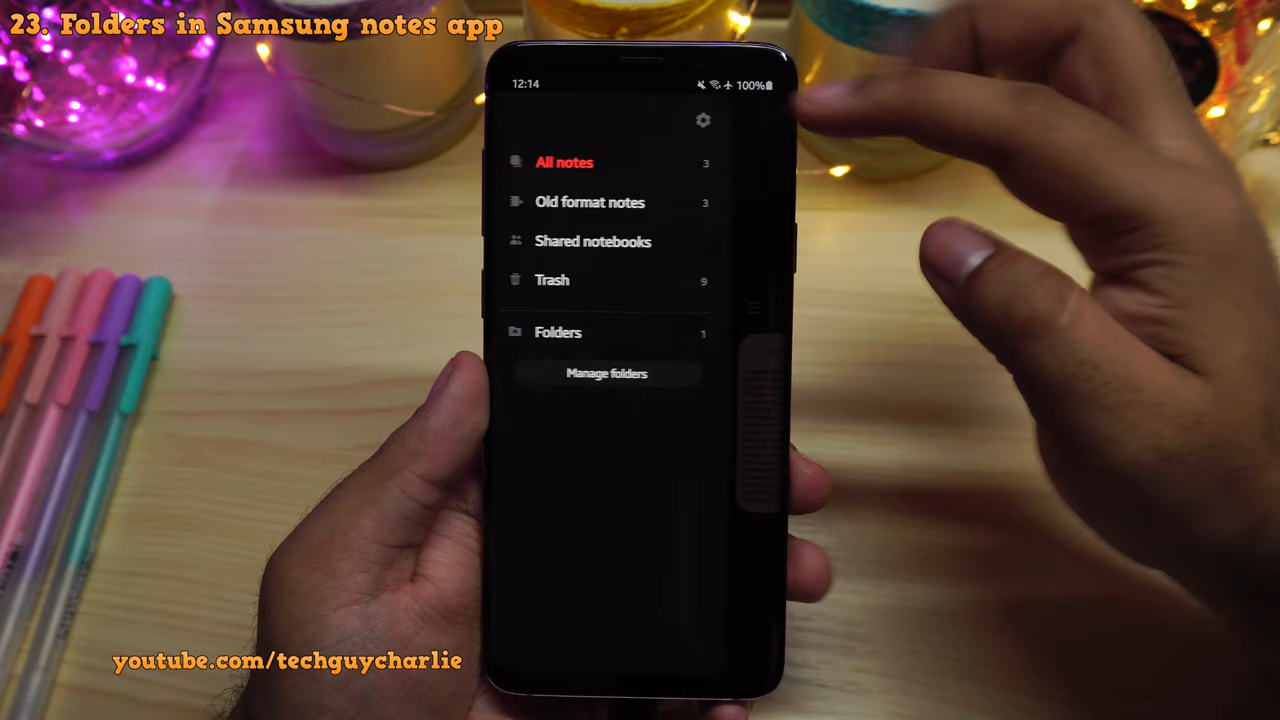 23. Folders in Samsung notes app
12:14
100%
All notes
3
Old format notes
3
Shared notebooks
Trash
9
Folders
1
Manage folders
youtube.com/techguycharlie